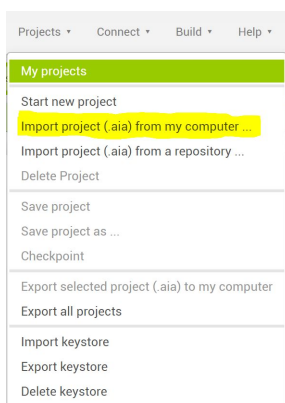 Projects ▾ Connect ▾ Build ▾ Help ▾
My projects
Start new project
Import project (.aia) from my computer ...
Import project (.aia) from a repository ...
Delete Project
Save project
Save project as ...
Checkpoint
Export selected project (.aia) to my computer
Export all projects
Import keystore
Export keystore
Delete keystore